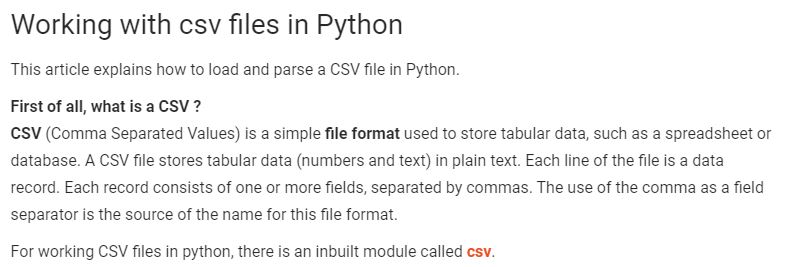 Working with csv files in Python
This article explains how to load and parse a CSV file in Python.
First of all, what is a CSV ?
CSV (Comma Separated Values) is a simple file format used to store tabular data, such as a spreadsheet or
database. A CSV file stores tabular data (numbers and text) in plain text. Each line of the file is a data
record. Each record consists of one or more fields, separated by commas. The use of the comma as a field
separator is the source of the name for this file format.
For working CSV files in python, there is an inbuilt module called csv.